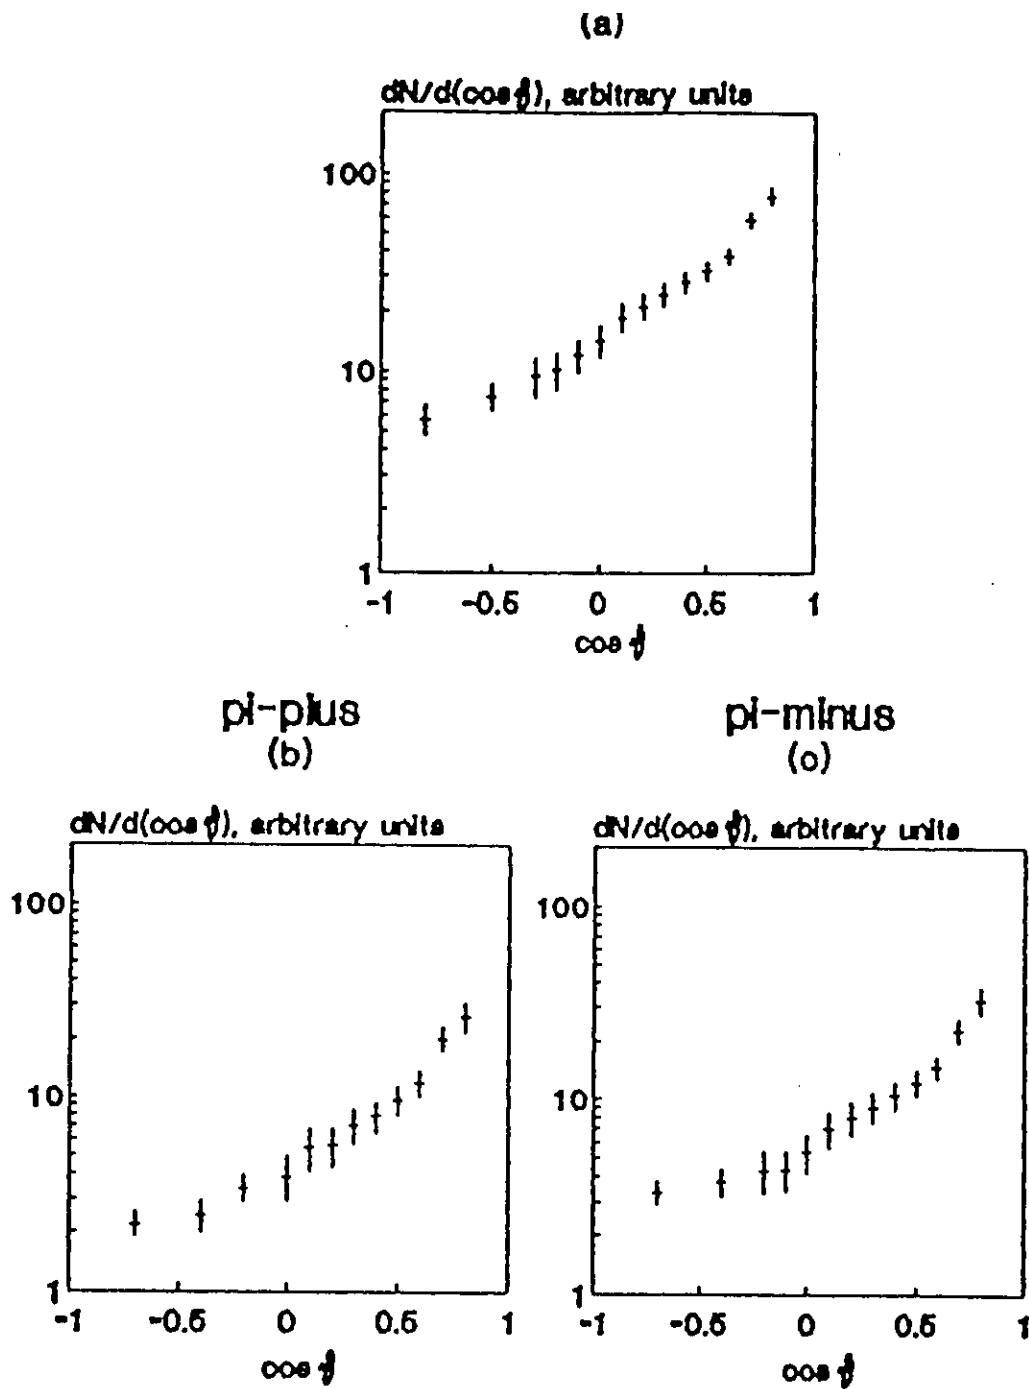 (a)
dN/d(cos ϑ), arbitrary units
100
10
1
-1 -0.5 0 0.5 1
cos ϑ
pi-plus
(b)
dN/d(cos ϑ), arbitrary units
100
10
1
-1 -0.5 0 0.5 1
cos ϑ
pi-minus
(c)
dN/d(cos ϑ), arbitrary units
100
10
1
-1 -0.5 0 0.5 1
cos ϑ